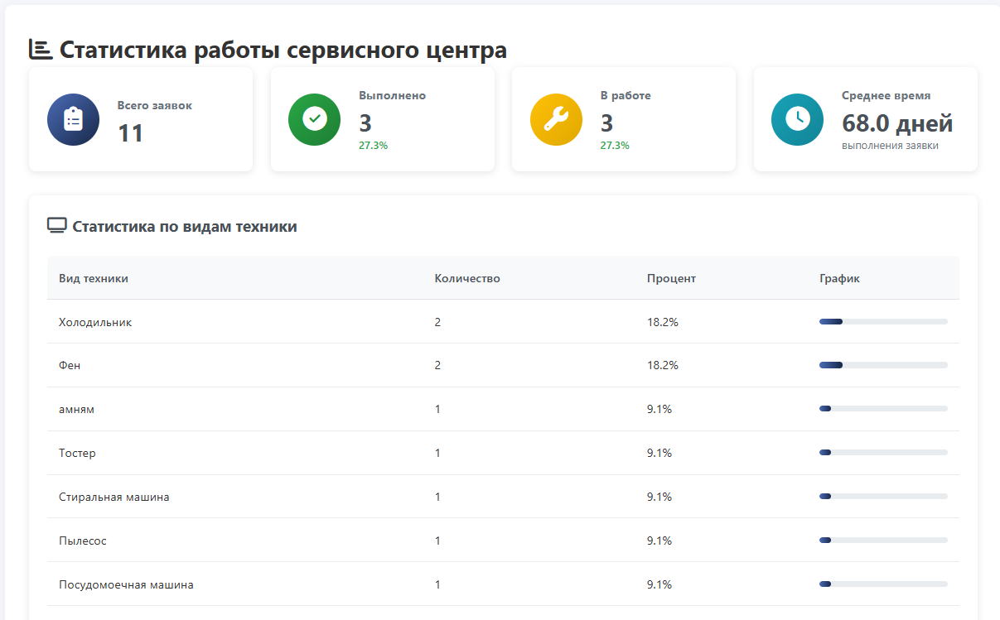 Статистика работы сервисного центра
Всего заявок
11
Выполнено
3
27.3%
В работе
3
27.3%
Среднее время
68.0 дней
выполнения заявки
Статистика по видам техники
Вид техники Количество Процент График
Холодильник 2 18.2%
Фен 2 18.2%
амням 1 9.1%
Тостер 1 9.1%
Стиральная машина 1 9.1%
Пылесос 1 9.1%
Посудомоечная машина 1 9.1%